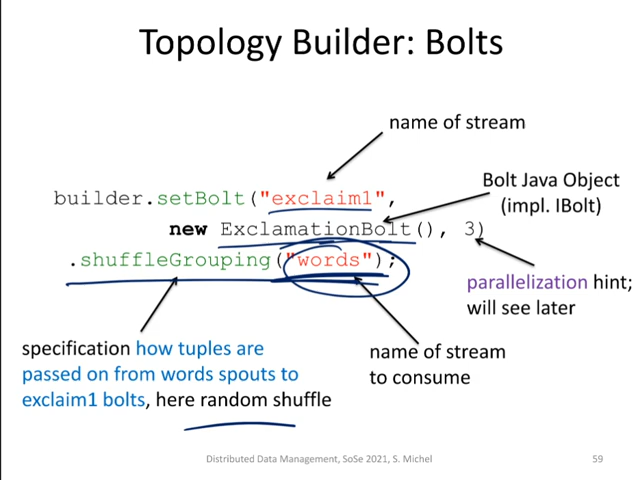 Topology Builder: Bolts
name of stream
Bolt Java Object
(impl. IBolt)
builder.setBolt("exclaim1",
new ExclamationBolt(), 3)
.shuffleGrouping("words");
parallelization hint;
will see later
specification how tuples are
passed on from words spouts to
exclaim1 bolts, here random shuffle
name of stream
to consume
Distributed Data Management, SoSe 2021, S. Michel
59